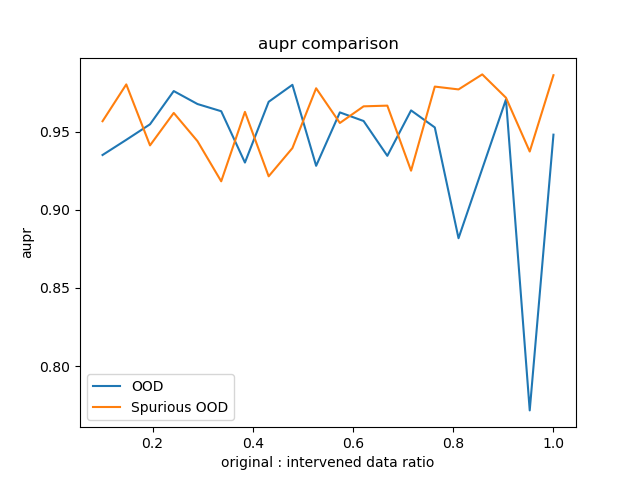 aupr comparison
aupr
0.95
0.90
0.85
0.80
OOD
Spurious OOD
0.2 0.4 0.6 0.8 1.0
original : intervened data ratio